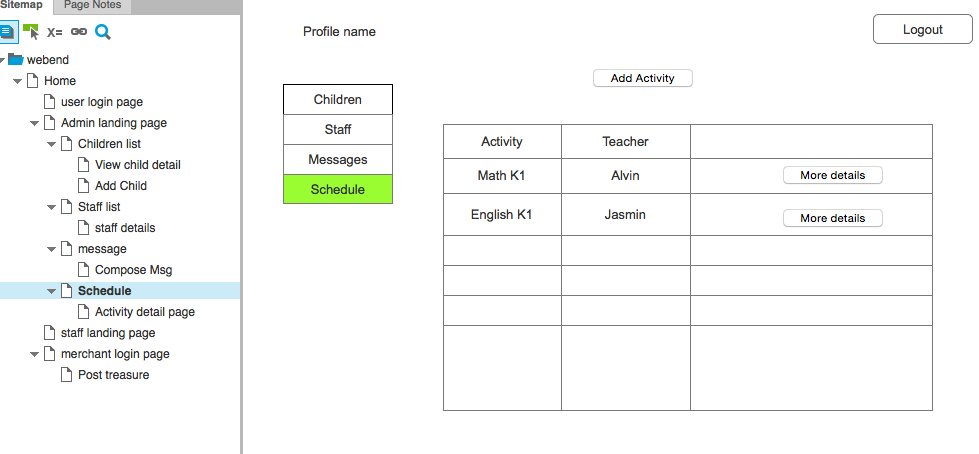 Sitemap
Page Notes
X=
webend
Home
user login page
Admin landing page
Children list
View child detail
Add Child
Staff list
staff details
message
Compose Msg
Schedule
Activity detail page
staff landing page
merchant login page
Post treasure
Profile name
Logout
Add Activity
Children
Staff
Messages
Schedule
Activity Teacher
Math K1 Alvin More details
English K1 Jasmin More details